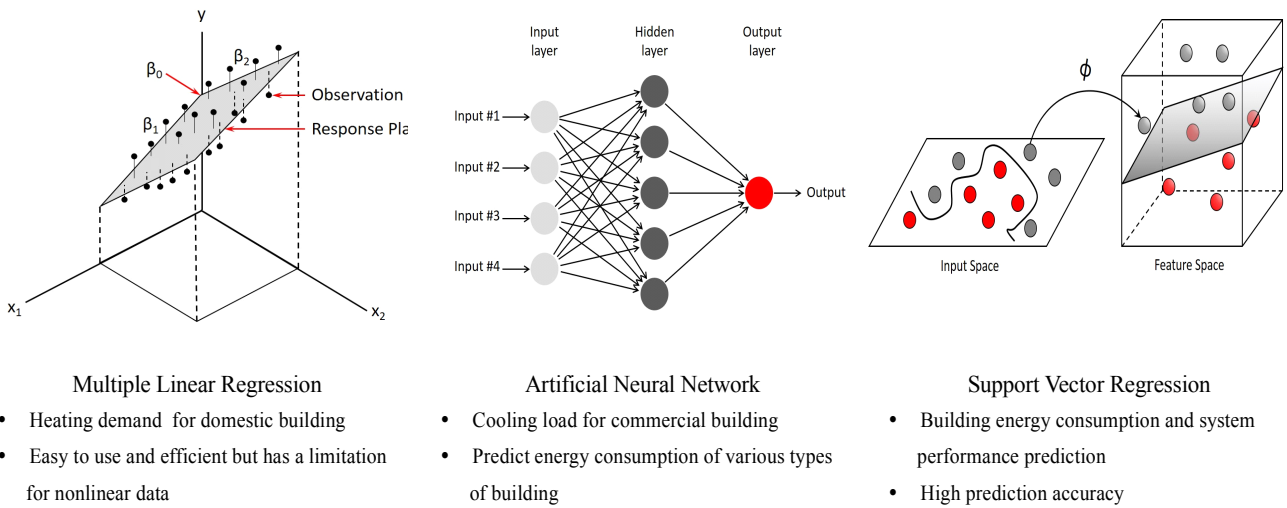 y
β0
β2
β1
Observation
Response Pla
x1
x2
Multiple Linear Regression
• Heating demand for domestic building
• Easy to use and efficient but has a limitation
for nonlinear data
Input
layer
Hidden
layer
Output
layer
Input #1
Input #2
Input #3
Input #4
Output
Artificial Neural Network
• Cooling load for commercial building
• Predict energy consumption of various types
of building
ϕ
Input Space
Feature Space
Support Vector Regression
• Building energy consumption and system
performance prediction
• High prediction accuracy